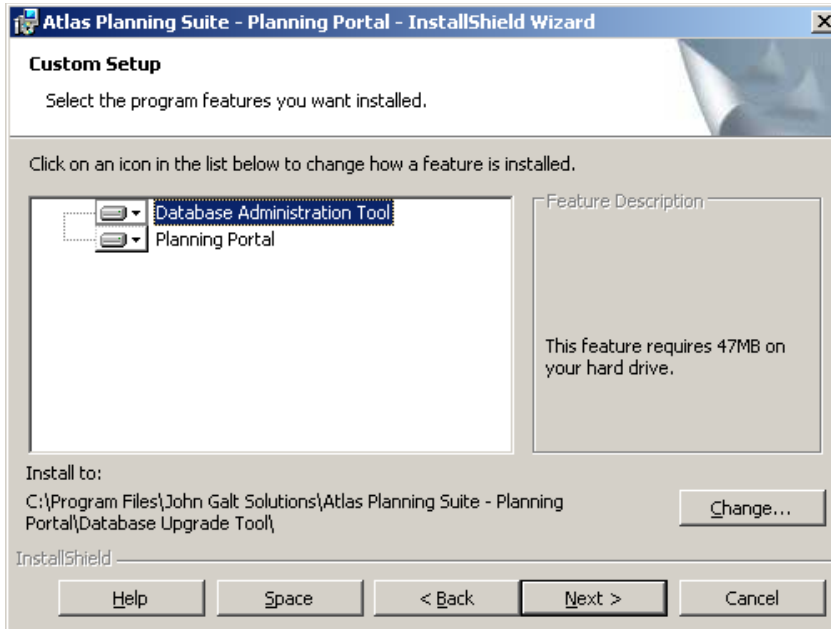 Atlas Planning Suite - Planning Portal - InstallShield Wizard
Custom Setup
Select the program features you want installed.
Click on an icon in the list below to change how a feature is installed.
Database Administration Tool
Planning Portal
Feature Description
This feature requires 47MB on
your hard drive.
Install to:
C:\Program Files\John Galt Solutions\Atlas Planning Suite - Planning
Portal\Database Upgrade Tool\
Change...
InstallShield
Help
Space
< Back
Next >
Cancel